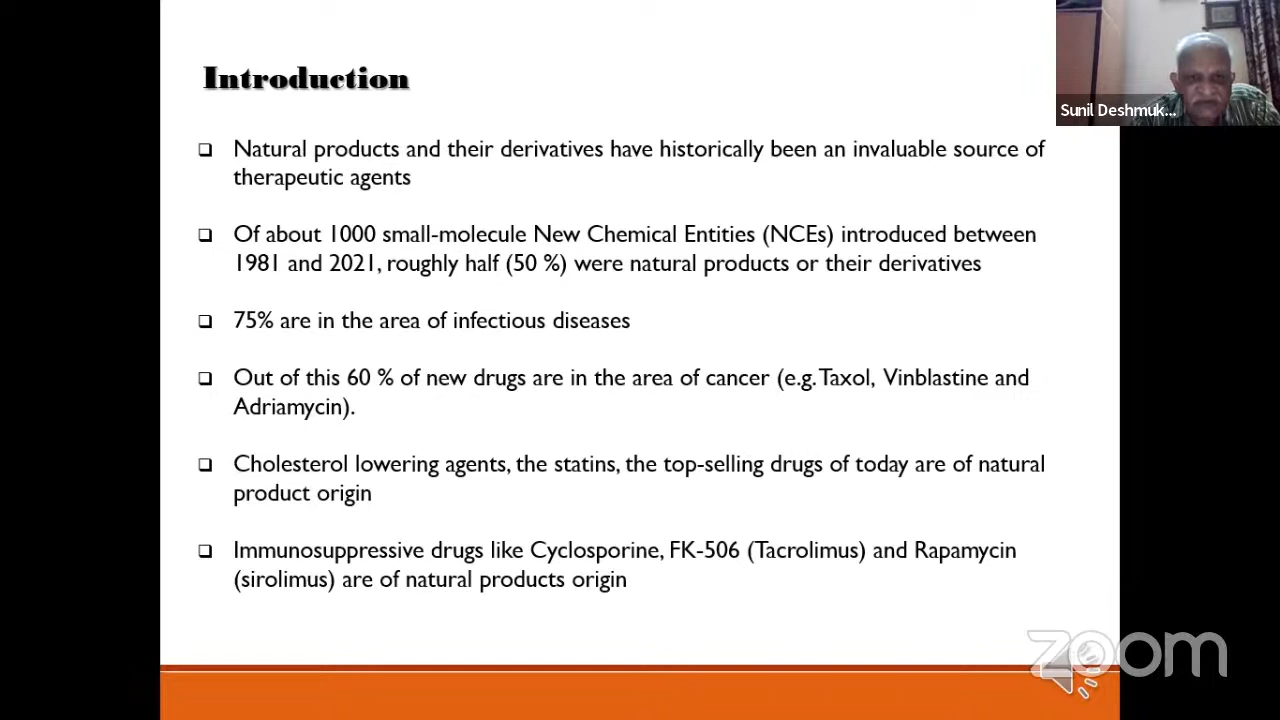 Introduction
Natural products and their derivatives have historically been an invaluable source of
therapeutic agents
Of about 1000 small-molecule New Chemical Entities (NCEs) introduced between
1981 and 2021, roughly half (50 %) were natural products or their derivatives
75% are in the area of infectious diseases
Out of this 60 % of new drugs are in the area of cancer (e.g. Taxol, Vinblastine and
Adriamycin).
Cholesterol lowering agents, the statins, the top-selling drugs of today are of natural
product origin
Immunosuppressive drugs like Cyclosporine, FK-506 (Tacrolimus) and Rapamycin
(sirolimus) are of natural products origin
Sunil Deshmuk...
zoom